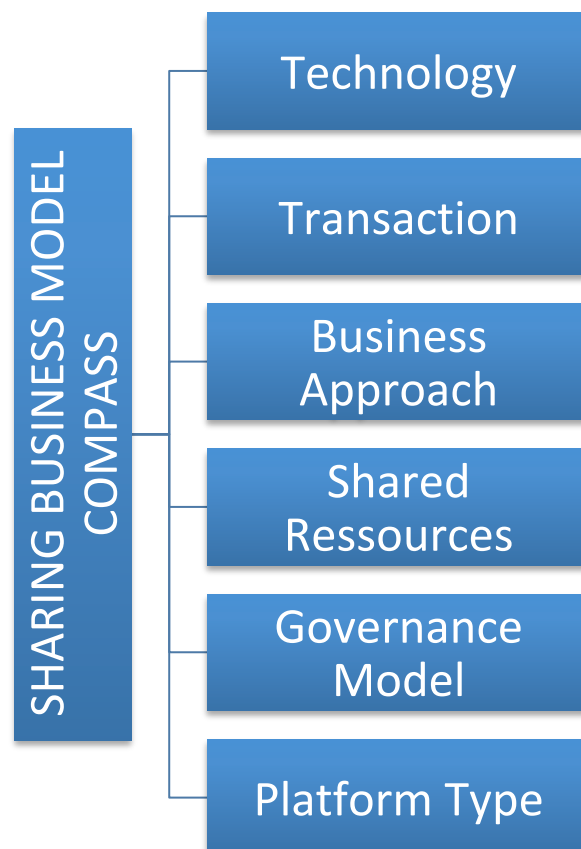 SHARING BUSINESS MODEL
COMPASS
Technology
Transaction
Business
Approach
Shared
Ressources
Governance
Model
Platform Type